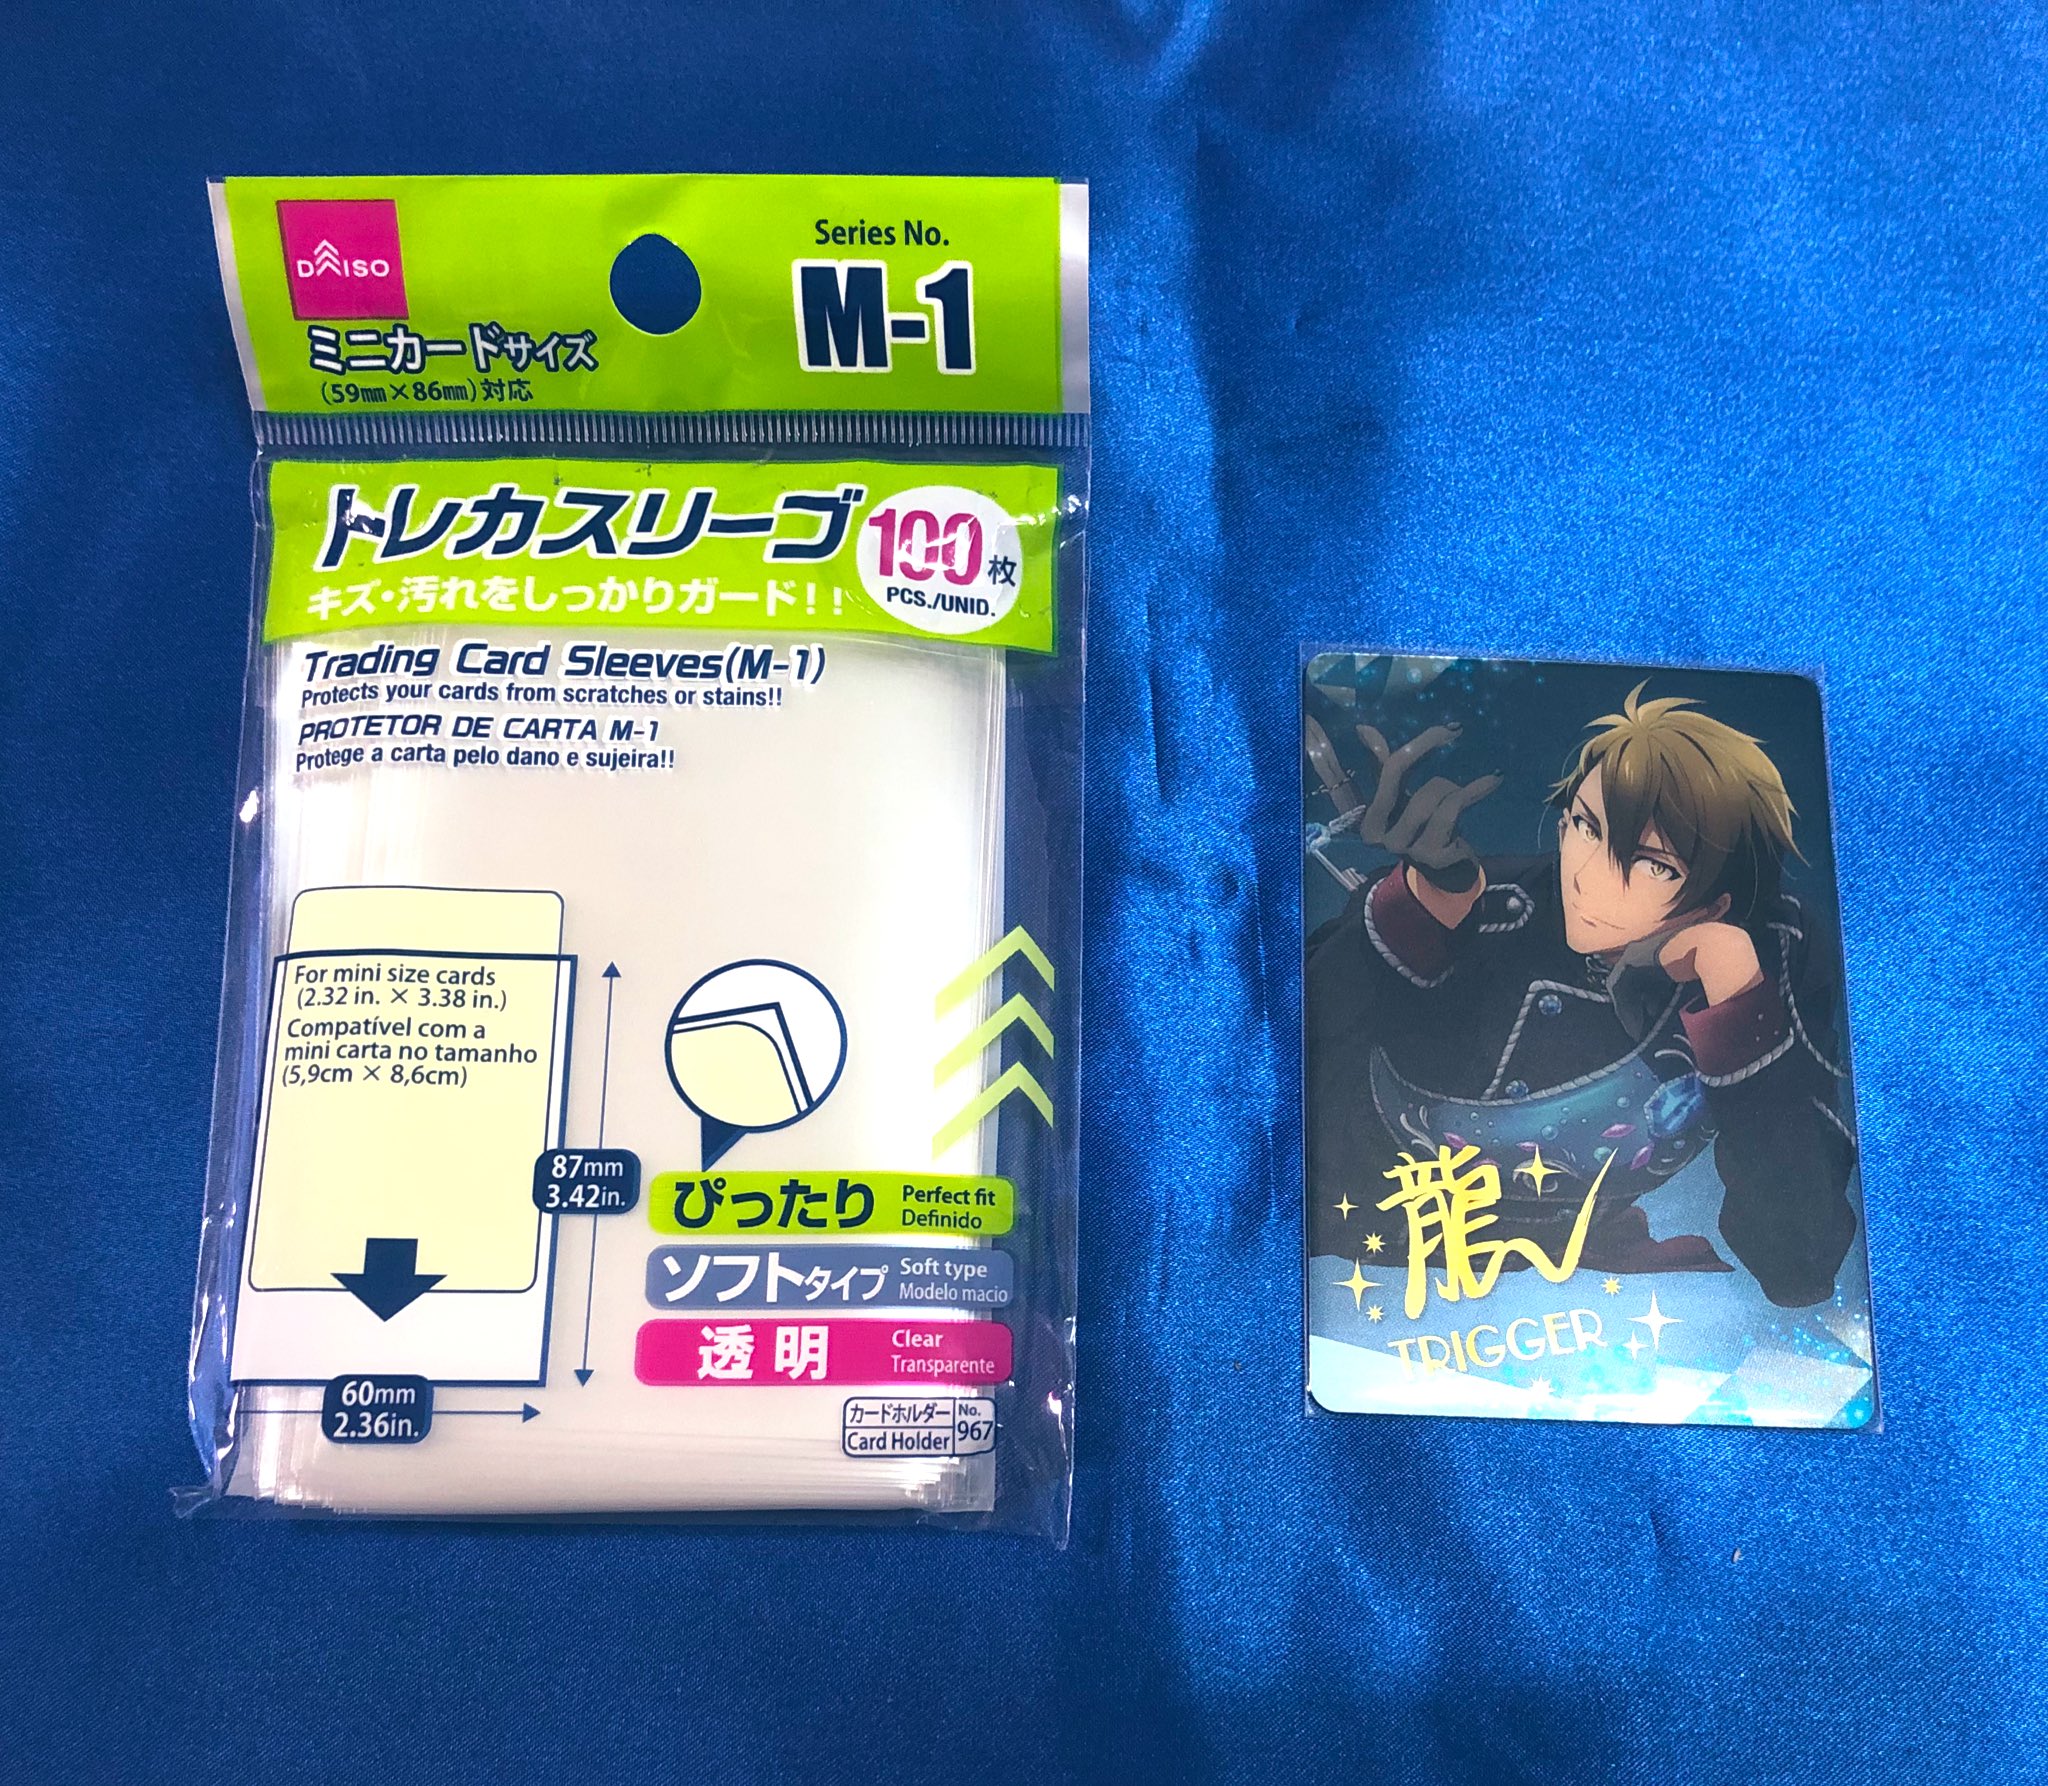 DAISO
Series No.
M-1
ミニカードサイズ
(59mm×86mm)対応
トレカスリーブ
100枚
PCS./UNID.
キズ・汚れをしっかりガード!!
Trading Card Sleeves(M-1)
Protects your cards from scratches or stains!!
PROTETOR DE CARTA M-1
Protege a carta pelo dano e sujeira!!
For mini size cards
(2.32 in. × 3.38 in.)
Compatível com a
mini carta no tamanho
(5,9cm × 8,6cm)
87mm
3.42in.
60mm
2.36in.
ぴったり
Perfect fit
Definido
ソフトタイプ
Soft type
Modelo macio
透明
Clear
Transparente
カードホルダー
Card Holder
No.
967
龍
TRIGGER